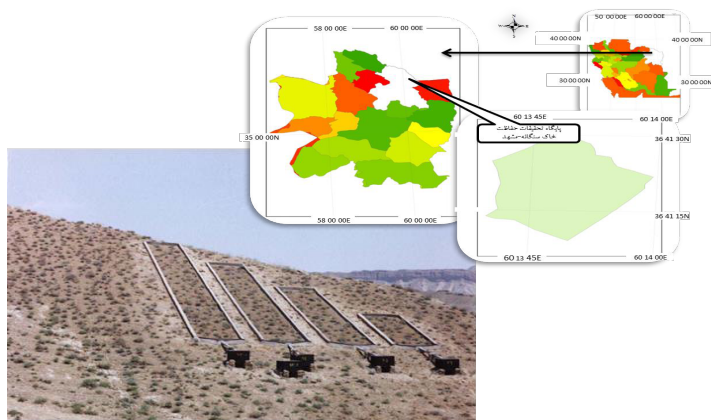 58 00 00E 60 00 00E
35 00 00N
58 00 00E 60 00 00E
50 00 00E 60 00 00E
40 00 00N 40 00 00N
30 00 00N 30 00 00N
60 13 45E 60 14 00E
پایگاه تحقیقات حفاظت
خاک سنگانه-مشهد
36 41 30N
36 41 15N
60 13 45E 60 14 00E